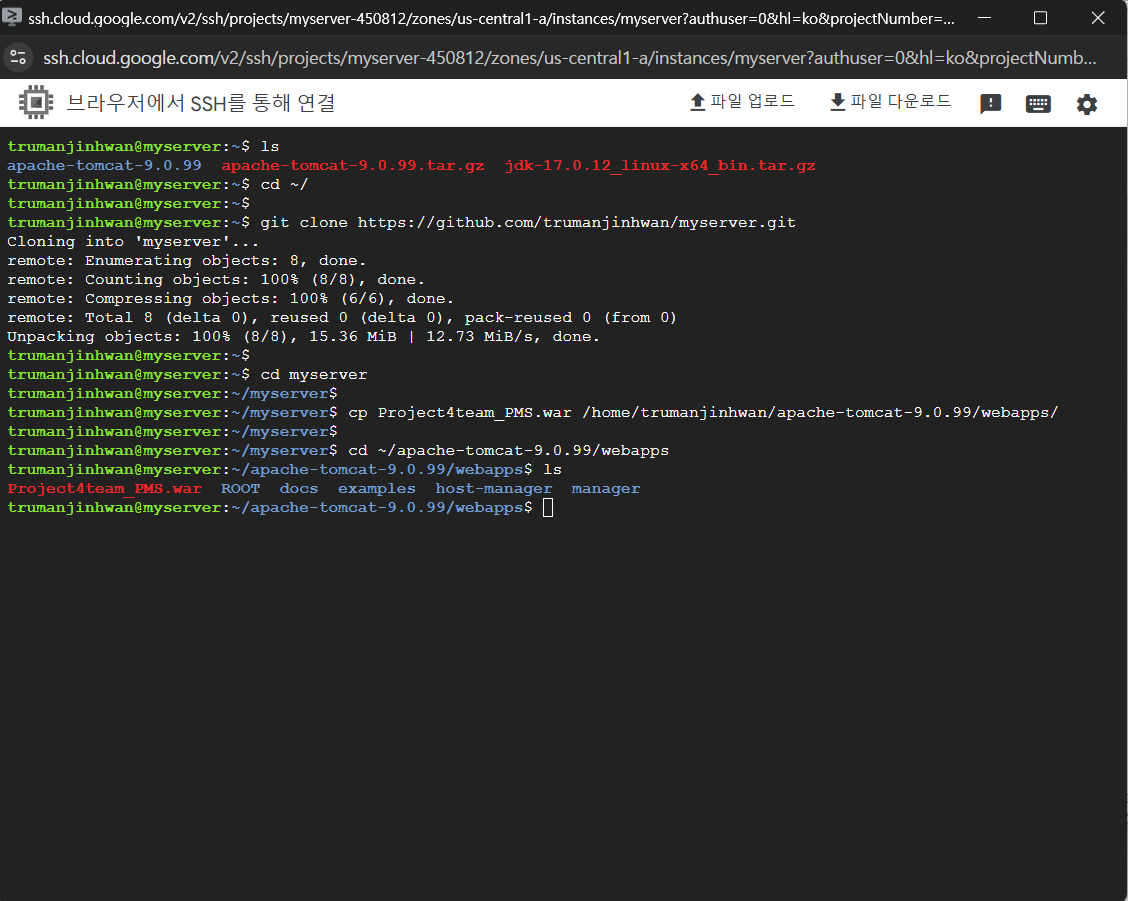 ssh.cloud.google.com/v2/ssh/projects/myserver-450812/zones/us-central1-a/instances/myserver?authuser=0&hl=ko&projectNumber=...
ssh.cloud.google.com/v2/ssh/projects/myserver-450812/zones/us-central1-a/instances/myserver?authuser=0&hl=ko&projectNumb...
브라우저에서 SSH를 통해 연결 파일 업로드 파일 다운로드
trumanjinhwan@myserver:~$ ls
apache-tomcat-9.0.99 apache-tomcat-9.0.99.tar.gz jdk-17.0.12_linux-x64_bin.tar.gz
trumanjinhwan@myserver:~$ cd ~/
trumanjinhwan@myserver:~$
trumanjinhwan@myserver:~$ git clone https://github.com/trumanjinhwan/myserver.git
Cloning into 'myserver'...
remote: Enumerating objects: 8, done.
remote: Counting objects: 100% (8/8), done.
remote: Compressing objects: 100% (6/6), done.
remote: Total 8 (delta 0), reused 0 (delta 0), pack-reused 0 (from 0)
Unpacking objects: 100% (8/8), 15.36 MiB | 12.73 MiB/s, done.
trumanjinhwan@myserver:~$
trumanjinhwan@myserver:~$ cd myserver
trumanjinhwan@myserver:~/myserver$
trumanjinhwan@myserver:~/myserver$ cp Project4team_PMS.war /home/trumanjinhwan/apache-tomcat-9.0.99/webapps/
trumanjinhwan@myserver:~/myserver$
trumanjinhwan@myserver:~/myserver$ cd ~/apache-tomcat-9.0.99/webapps
trumanjinhwan@myserver:~/apache-tomcat-9.0.99/webapps$ ls
Project4team_PMS.war ROOT docs examples host-manager manager
trumanjinhwan@myserver:~/apache-tomcat-9.0.99/webapps$